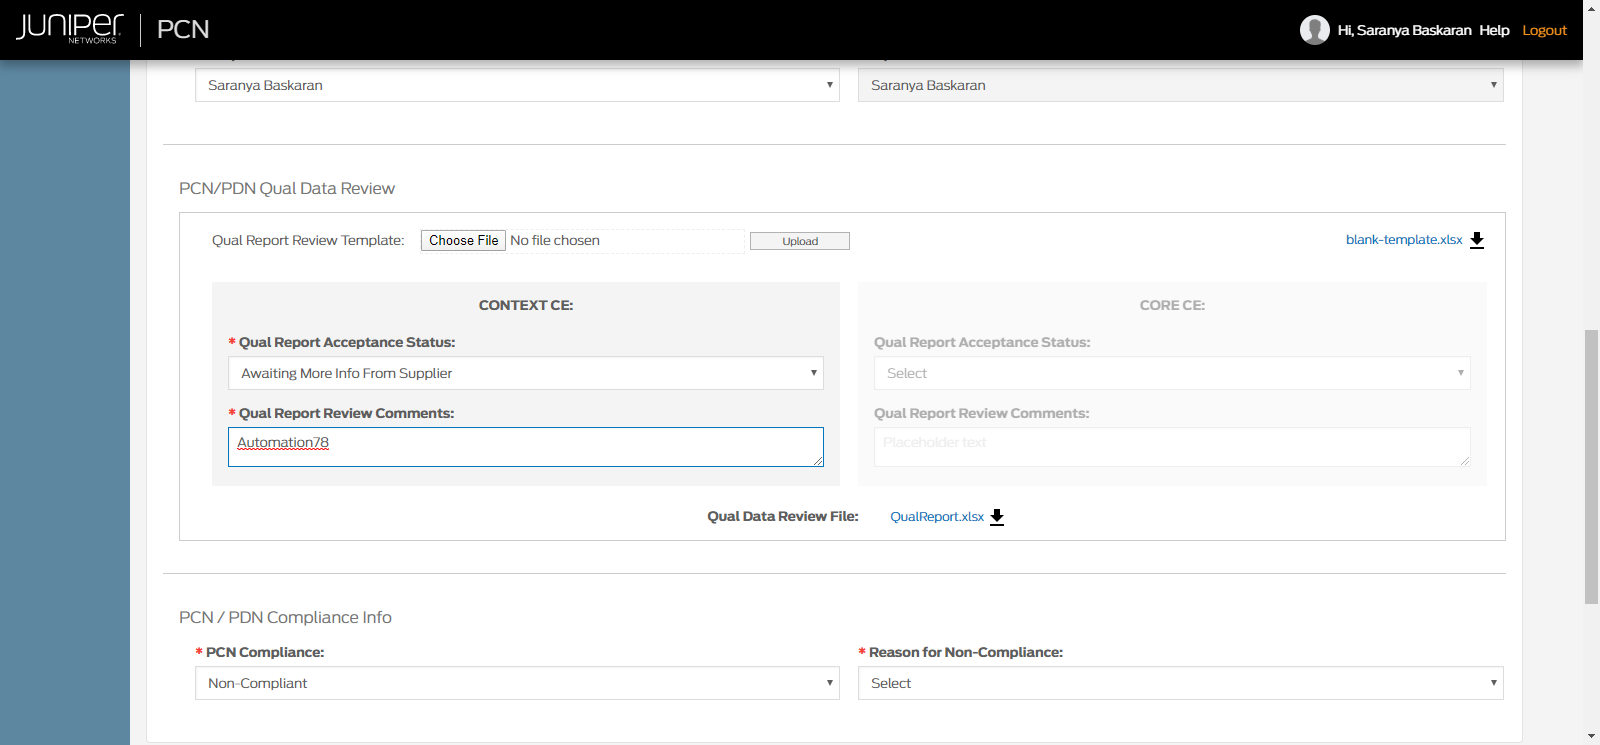 JUNIPER NETWORKS
PCN
Hi, Saranya Baskaran Help Logout
Saranya Baskaran
Saranya Baskaran
PCN/PDN Qual Data Review
Qual Report Review Template: Choose File No file chosen Upload
blank-template.xlsx
CONTEXT CE:
* Qual Report Acceptance Status:
Awaiting More Info From Supplier
* Qual Report Review Comments:
Automation78
CORE CE:
Qual Report Acceptance Status:
Select
Qual Report Review Comments:
Placeholder text
Qual Data Review File: QualReport.xlsx
PCN / PDN Compliance Info
* PCN Compliance:
Non-Compliant
* Reason for Non-Compliance:
Select